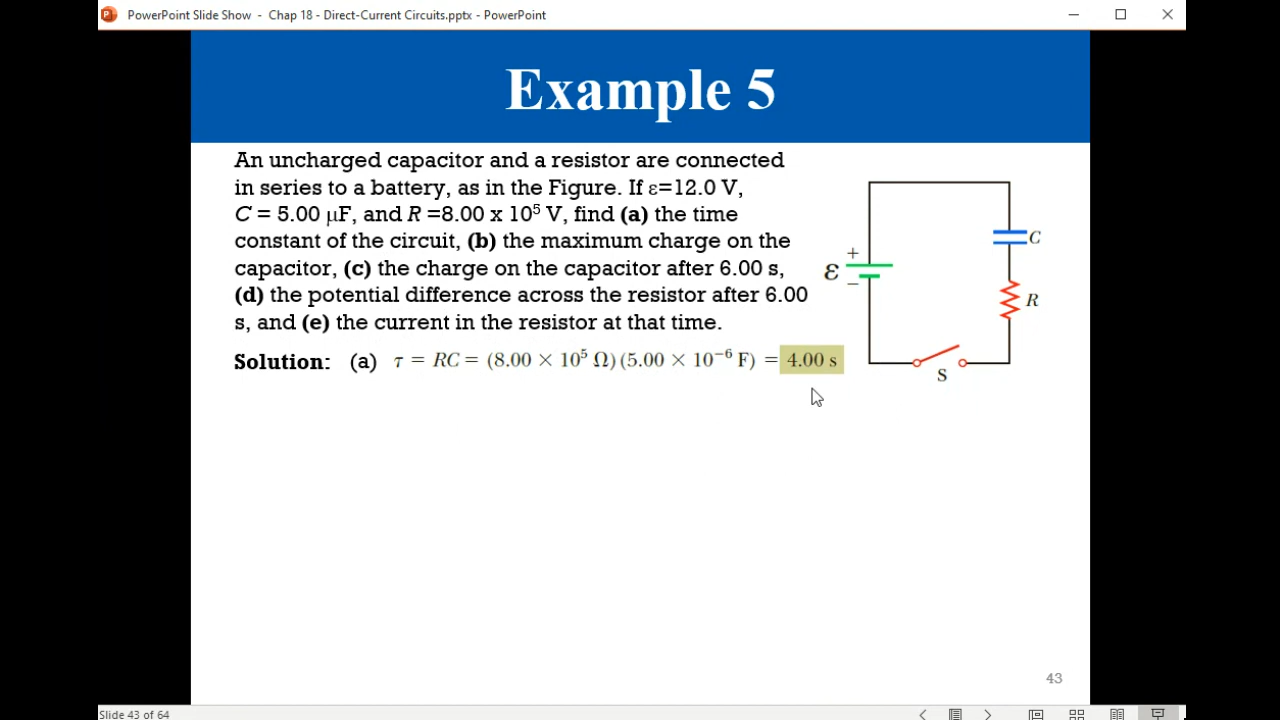 PowerPoint Slide Show - Chap 18 - Direct-Current Circuits.pptx - PowerPoint
Example 5
An uncharged capacitor and a resistor are connected
in series to a battery, as in the Figure. If ε=12.0 V,
C = 5.00 μF, and R =8.00 x 10⁵ V, find (a) the time
constant of the circuit, (b) the maximum charge on the
capacitor, (c) the charge on the capacitor after 6.00 s,
(d) the potential difference across the resistor after 6.00
s, and (e) the current in the resistor at that time.
Solution: (a) τ = RC = (8.00 × 10⁵ Ω)(5.00 × 10⁻⁶ F) = 4.00 s
C
+
ε
−
R
S
43
Slide 43 of 64